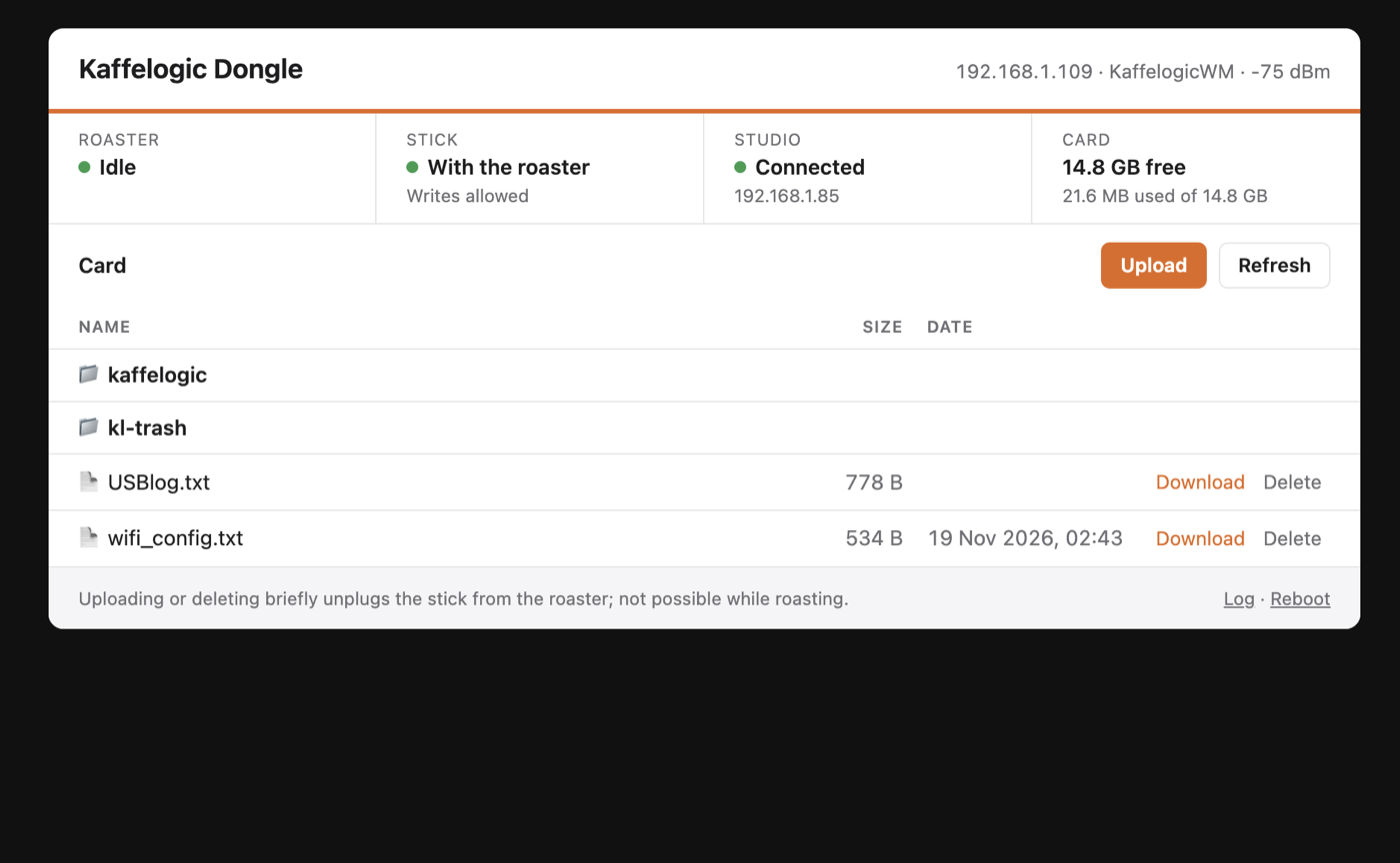 Kaffelogic Dongle
192.168.1.109 · KaffelogicWM · -75 dBm
ROASTER
Idle
STICK
With the roaster
Writes allowed
STUDIO
Connected
192.168.1.85
CARD
14.8 GB free
21.6 MB used of 14.8 GB
Card
Upload
Refresh
NAME SIZE DATE
kaffelogic
kl-trash
USBlog.txt 778 B Download Delete
wifi_config.txt 534 B 19 Nov 2026, 02:43 Download Delete
Uploading or deleting briefly unplugs the stick from the roaster; not possible while roasting.
Log · Reboot